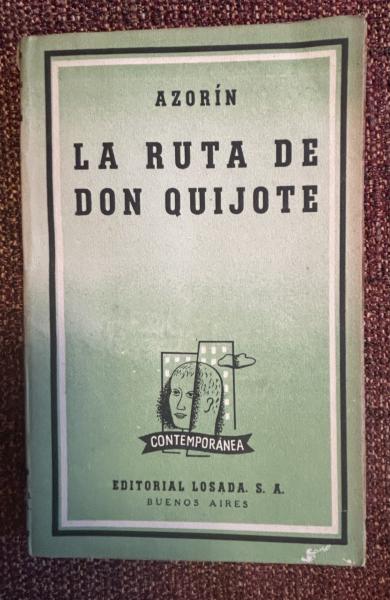 AZORÍN
LA RUTA DE
DON QUIJOTE
CONTEMPORÁNEA
EDITORIAL LOSADA. S. A.
BUENOS AIRES